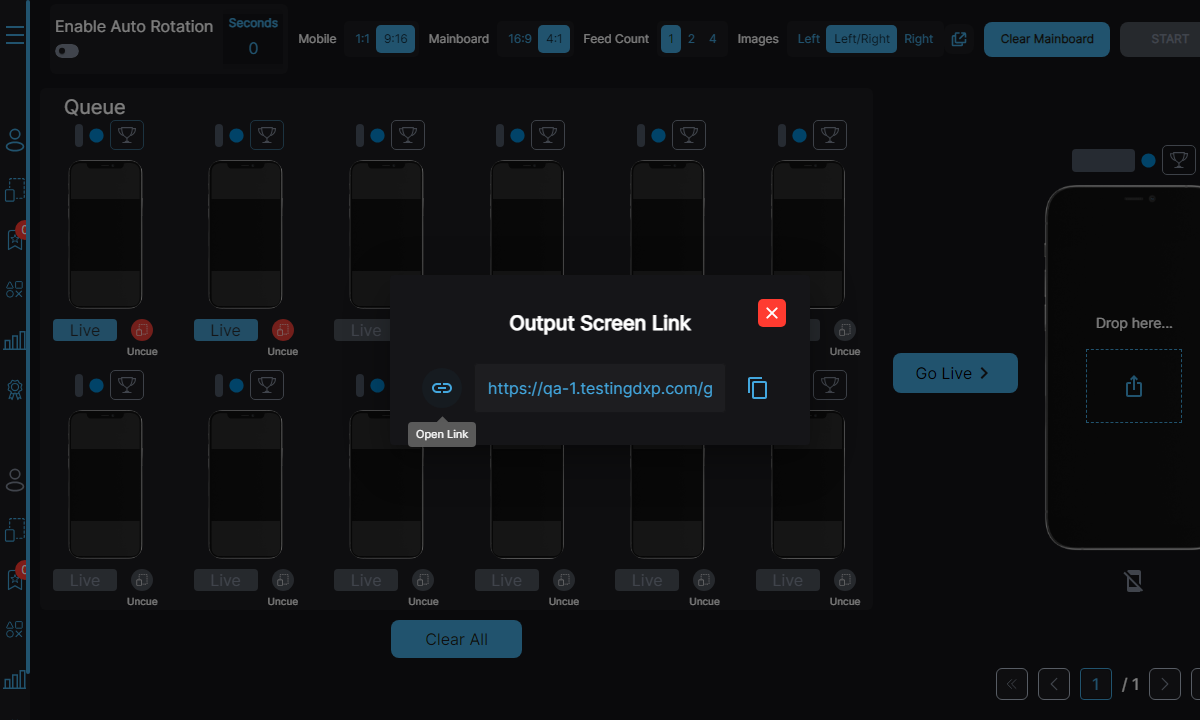 Enable Auto Rotation
Seconds
0
Mobile 1:1 9:16 Mainboard 16:9 4:1 Feed Count 1 2 4 Images Left Left/Right Right Clear Mainboard START
Queue
Live Live Live
Uncue Uncue Uncue
Output Screen Link
https://qa-1.testingdxp.com/g
Open Link
Drop here...
Go Live
Live Live Live Live Live Live
Uncue Uncue Uncue Uncue Uncue Uncue
Clear All
1 / 1